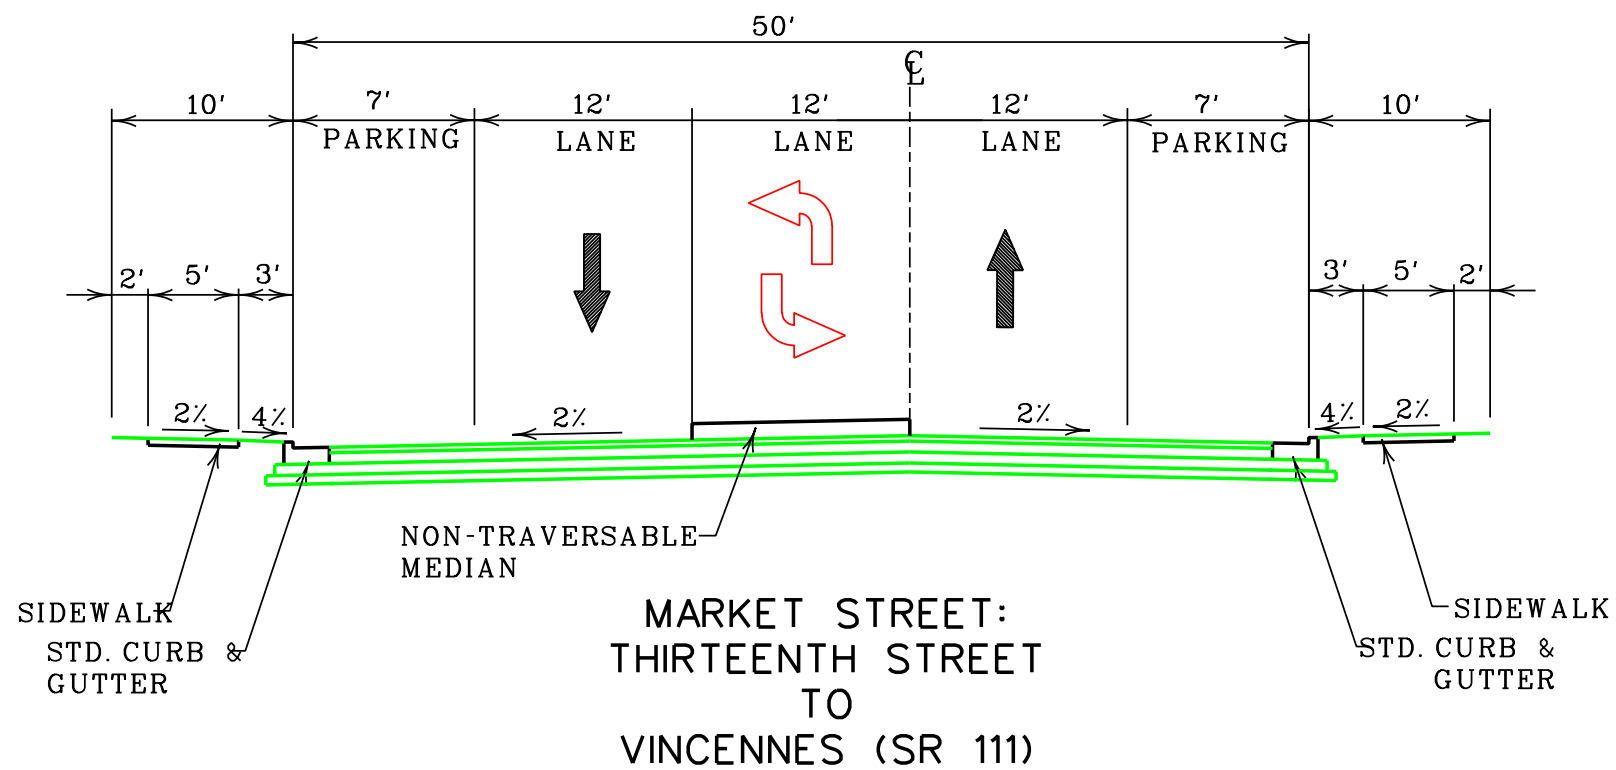 50'
℄
10' 7' 12' 12' 12' 7' 10'
PARKING LANE LANE LANE PARKING
2' 5' 3' 3' 5' 2'
2% 4% 2% 2% 4% 2%
NON-TRAVERSABLE
MEDIAN
SIDEWALK
STD. CURB &
GUTTER
SIDEWALK
STD. CURB &
GUTTER
MARKET STREET:
THIRTEENTH STREET
TO
VINCENNES (SR 111)